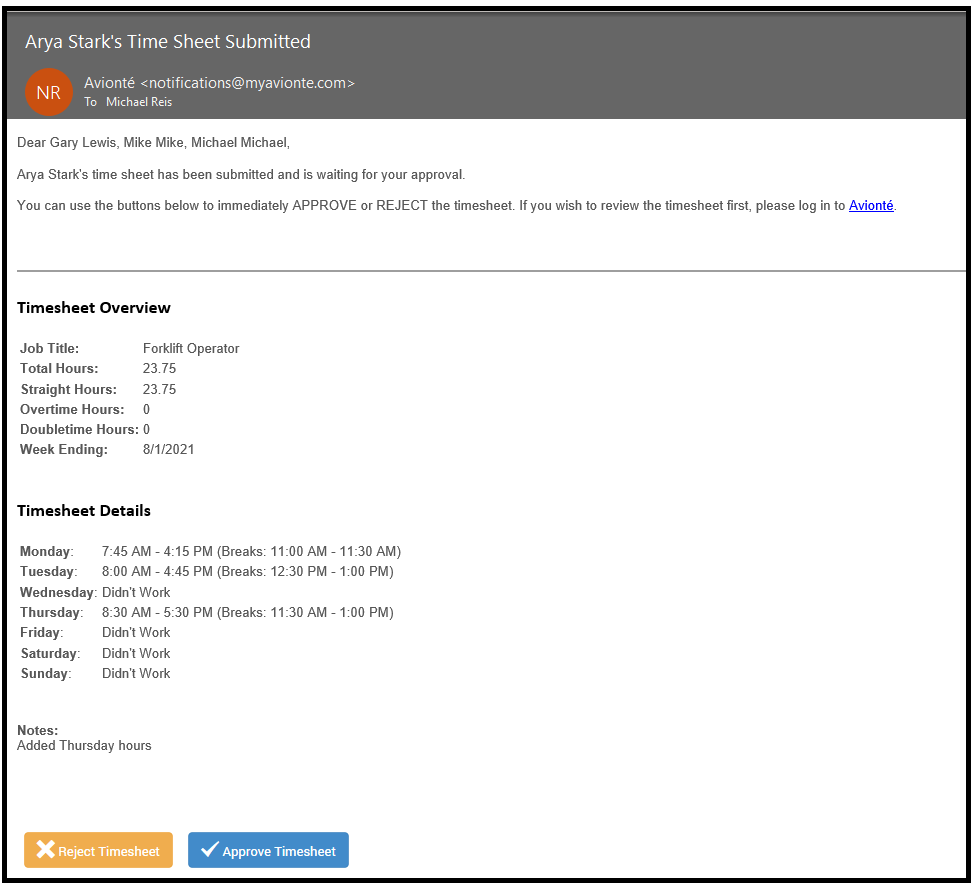 Arya Stark's Time Sheet Submitted
NR
Avionté <notifications@myavionte.com>
To Michael Reis
Dear Gary Lewis, Mike Mike, Michael Michael,
Arya Stark's time sheet has been submitted and is waiting for your approval.
You can use the buttons below to immediately APPROVE or REJECT the timesheet. If you wish to review the timesheet first, please log in to Avionté.
Timesheet Overview
Job Title: Forklift Operator
Total Hours: 23.75
Straight Hours: 23.75
Overtime Hours: 0
Doubletime Hours: 0
Week Ending: 8/1/2021
Timesheet Details
Monday: 7:45 AM - 4:15 PM (Breaks: 11:00 AM - 11:30 AM)
Tuesday: 8:00 AM - 4:45 PM (Breaks: 12:30 PM - 1:00 PM)
Wednesday: Didn't Work
Thursday: 8:30 AM - 5:30 PM (Breaks: 11:30 AM - 1:00 PM)
Friday: Didn't Work
Saturday: Didn't Work
Sunday: Didn't Work
Notes:
Added Thursday hours
Reject Timesheet Approve Timesheet